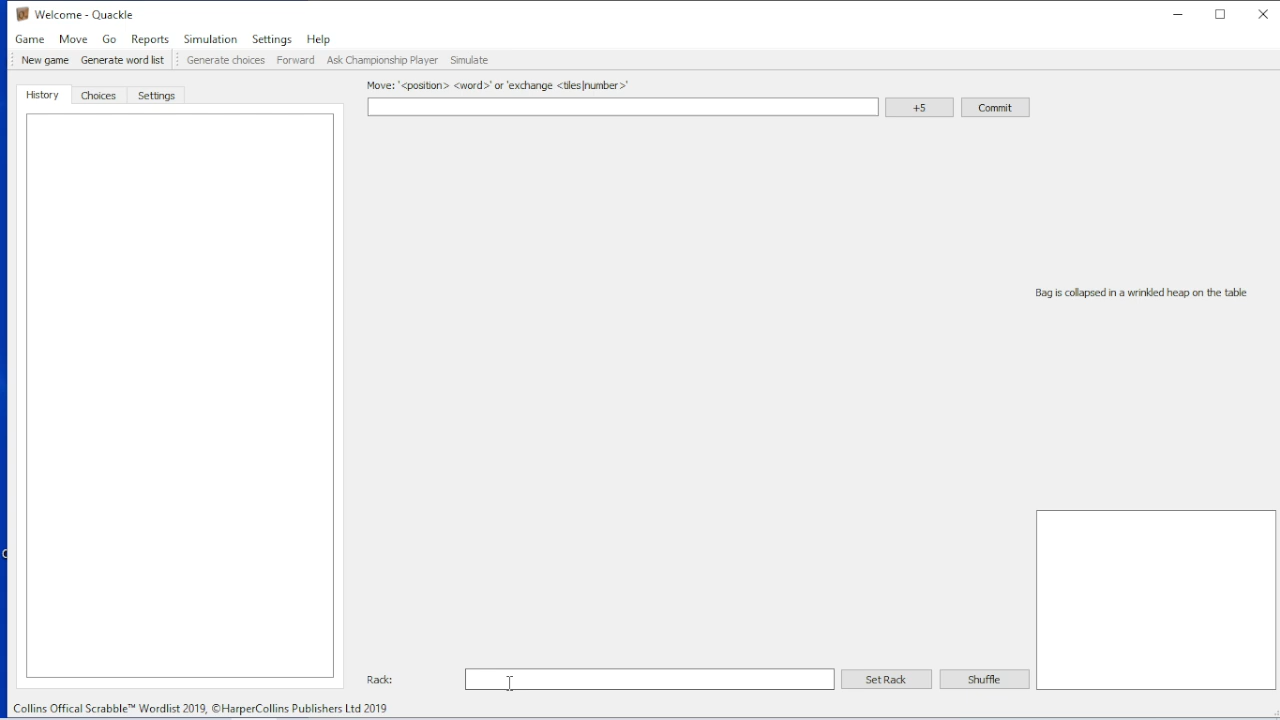 Welcome - Quackle
Game Move Go Reports Simulation Settings Help
New game Generate word list Generate choices Forward Ask Championship Player Simulate
History Choices Settings
Move: '<position> <word>' or 'exchange <tiles|number>'
+5 Commit
Bag is collapsed in a wrinkled heap on the table
Rack: Set Rack Shuffle
Collins Offical Scrabble™ Wordlist 2019, ©HarperCollins Publishers Ltd 2019